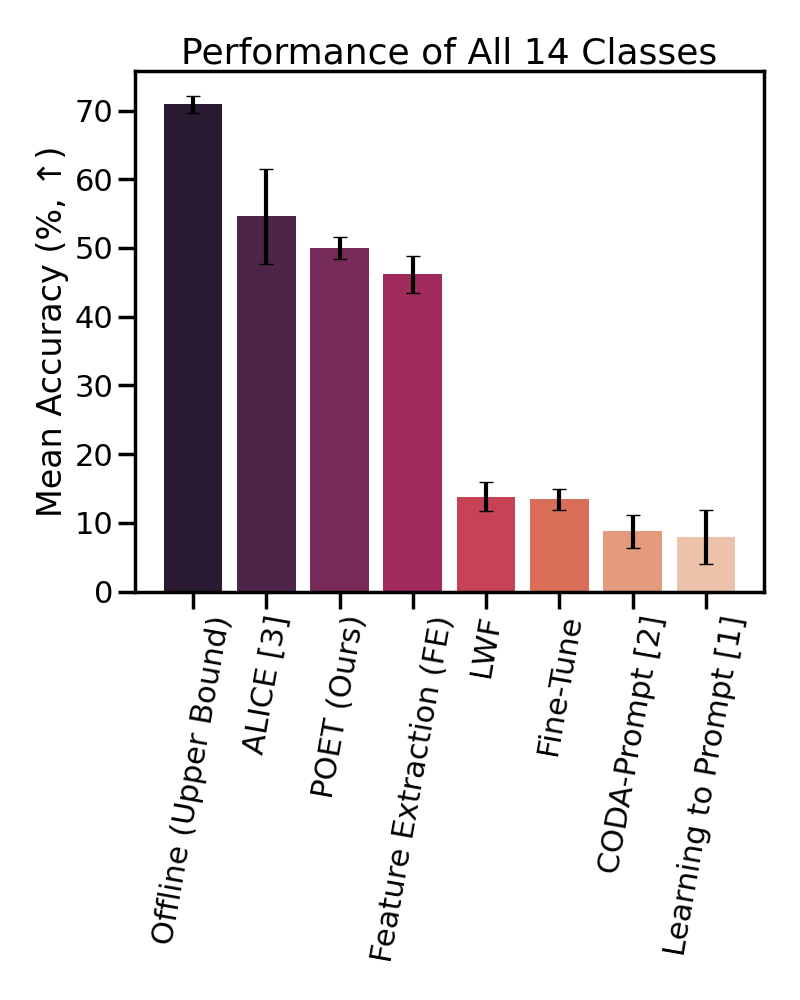 Performance of All 14 Classes
Mean Accuracy (%, ↑)
70
60
50
40
30
20
10
0
Offline (Upper Bound)
ALICE [3]
POET (Ours)
Feature Extraction (FE)
LWF
Fine-Tune
CODA-Prompt [2]
Learning to Prompt [1]